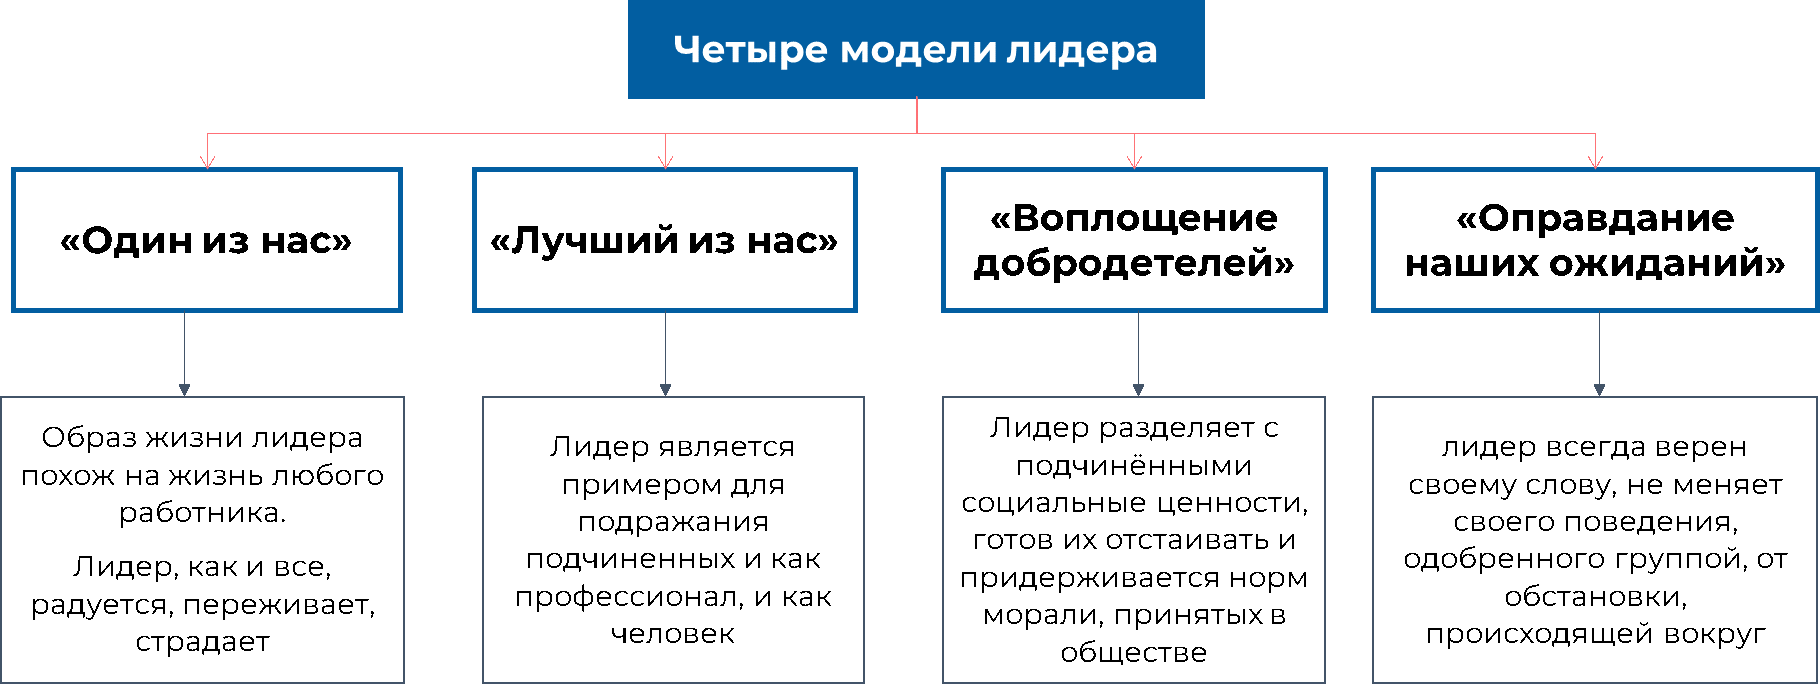 Четыре модели лидера
«Один из нас»
«Лучший из нас»
«Воплощение
добродетелей»
«Оправдание
наших ожиданий»
Образ жизни лидера
похож на жизнь любого
работника.
Лидер, как и все,
радуется, переживает,
страдает
Лидер является
примером для
подражания
подчиненных и как
профессионал, и как
человек
Лидер разделяет с
подчинёнными
социальные ценности,
готов их отстаивать и
придерживается норм
морали, принятых в
обществе
лидер всегда верен
своему слову, не меняет
своего поведения,
одобренного группой, от
обстановки,
происходящей вокруг